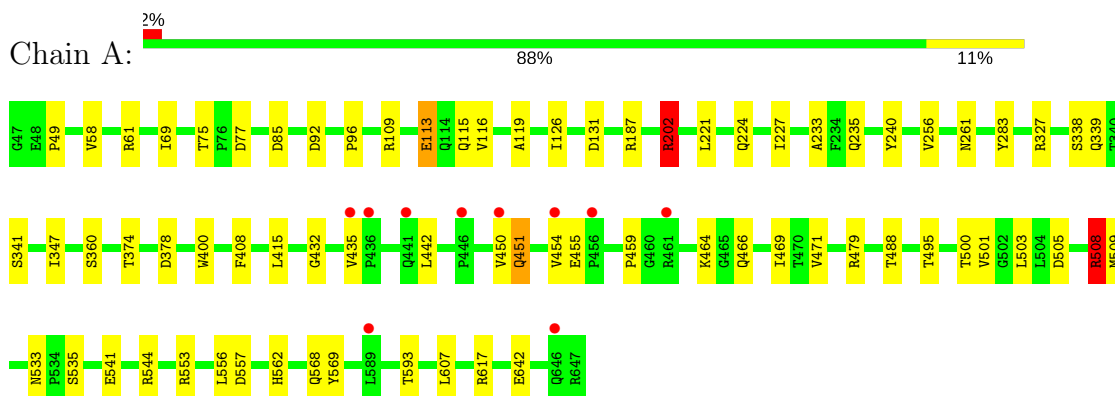 2%
Chain A:
88% 11%
G47 E48 P49 V58 R61 I69 T75 P76 D77 D85 D92 P96 R109 E113 Q114 Q115 V116 A119 I126 D131 R187 R202 L221 Q224 I227 A233 F234 Q235 Y240 V256 N261 Y283 R327 S338 Q339 T340
S341 I347 S360 T374 D378 W400 F408 L415 G432 V435 P436 Q441 L442 P446 V450 Q451 V454 E455 P456 P459 G460 R461 K464 G465 Q466 I469 T470 V471 R479 T488 T495 T500 V501 G502 L503 L504 D505 R508 M509
N533 P534 S535 E541 R544 R553 L556 D557 H562 Q568 Y569 L589 T593 L607 R617 E642 Q646 R647